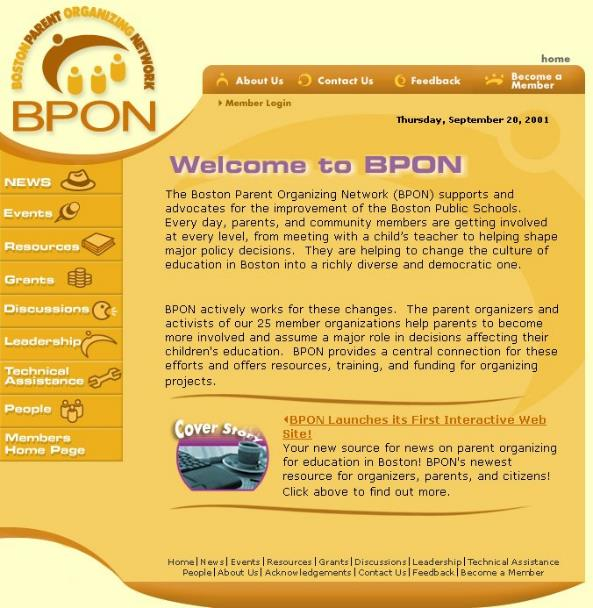 BOSTON PARENT ORGANIZING NETWORK
BPON
home
About Us
Contact Us
Feedback
Become a
Member
Member Login
Thursday, September 20, 2001
NEWS
Events
Resources
Grants
Discussions
Leadership
Technical
Assistance
People
Members
Home Page
Welcome to BPON
The Boston Parent Organizing Network (BPON) supports and
advocates for the improvement of the Boston Public Schools.
Every day, parents, and community members are getting involved
at every level, from meeting with a child's teacher to helping shape
major policy decisions. They are helping to change the culture of
education in Boston into a richly diverse and democratic one.
BPON actively works for these changes. The parent organizers and
activists of our 25 member organizations help parents to become
more involved and assume a major role in decisions affecting their
children's education. BPON provides a central connection for these
efforts and offers resources, training, and funding for organizing
projects.
Cover Story
BPON Launches its First Interactive Web
Site!
Your new source for news on parent organizing
for education in Boston! BPON's newest
resource for organizers, parents, and citizens!
Click above to find out more.
Home| News| Events| Resources| Grants| Discussions| Leadership| Technical Assistance
People| About Us| Acknowledgements| Contact Us| Feedback| Become a Member